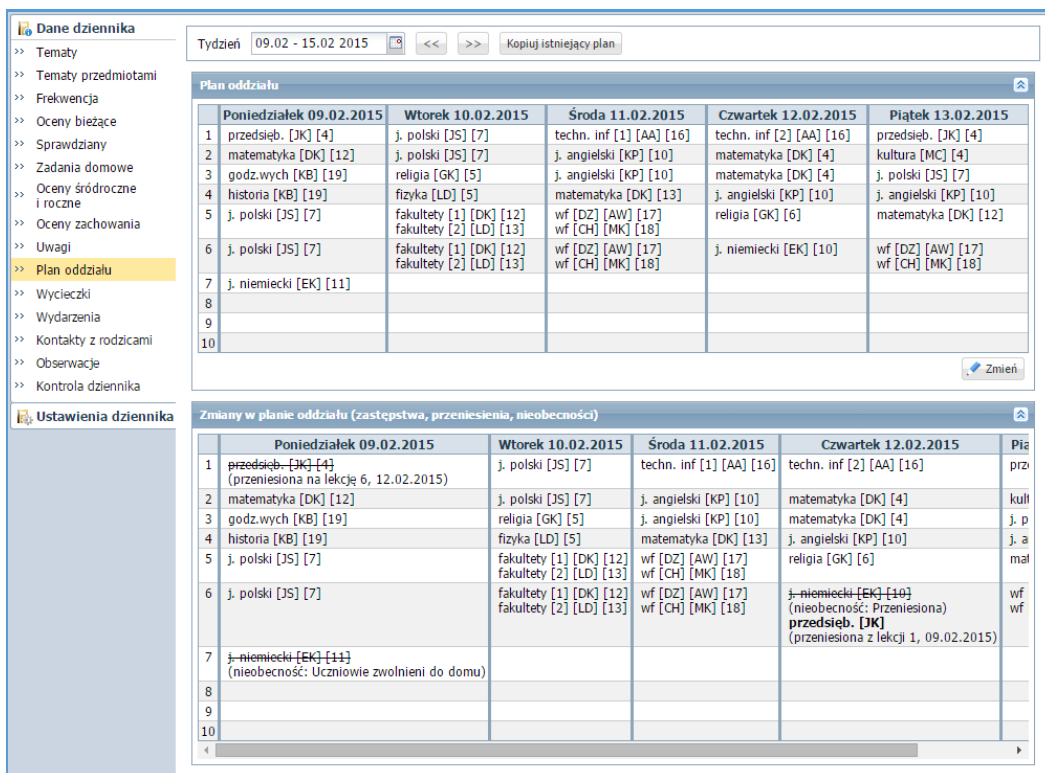 Dane dziennika
>> Tematy
>> Tematy przedmiotami
>> Frekwencja
>> Oceny bieżące
>> Sprawdziany
>> Zadania domowe
>> Oceny śródroczne
i roczne
>> Oceny zachowania
>> Uwagi
>> Plan oddziału
>> Wycieczki
>> Wydarzenia
>> Kontakty z rodzicami
>> Obserwacje
>> Kontrola dziennika
Ustawienia dziennika
Tydzień 09.02 - 15.02 2015 << >> Kopiuj istniejący plan
Plan oddziału
Poniedziałek 09.02.2015 Wtorek 10.02.2015 Środa 11.02.2015 Czwartek 12.02.2015 Piątek 13.02.2015
1 przedsięb. [JK] [4] j. polski [JS] [7] techn. inf [1] [AA] [16] techn. inf [2] [AA] [16] przedsięb. [JK] [4]
2 matematyka [DK] [12] j. polski [JS] [7] j. angielski [KP] [10] matematyka [DK] [4] kultura [MC] [4]
3 godz.wych [KB] [19] religia [GK] [5] j. angielski [KP] [10] matematyka [DK] [4] j. polski [JS] [7]
4 historia [KB] [19] fizyka [LD] [5] matematyka [DK] [13] j. angielski [KP] [10] j. angielski [KP] [10]
5 j. polski [JS] [7] fakultety [1] [DK] [12] wf [DZ] [AW] [17] religia [GK] [6] matematyka [DK] [12]
fakultety [2] [LD] [13] wf [CH] [MK] [18]
6 j. polski [JS] [7] fakultety [1] [DK] [12] wf [DZ] [AW] [17] j. niemiecki [EK] [10] wf [DZ] [AW] [17]
fakultety [2] [LD] [13] wf [CH] [MK] [18] wf [CH] [MK] [18]
7 j. niemiecki [EK] [11]
8
9
10
Zmień
Zmiany w planie oddziału (zastępstwa, przeniesienia, nieobecności)
Poniedziałek 09.02.2015 Wtorek 10.02.2015 Środa 11.02.2015 Czwartek 12.02.2015 Pią
1 przedsięb. [JK] [4] j. polski [JS] [7] techn. inf [1] [AA] [16] techn. inf [2] [AA] [16]
(przeniesiona na lekcję 6, 12.02.2015)
2 matematyka [DK] [12] j. polski [JS] [7] j. angielski [KP] [10] matematyka [DK] [4] kult
3 godz.wych [KB] [19] religia [GK] [5] j. angielski [KP] [10] matematyka [DK] [4] j. p
4 historia [KB] [19] fizyka [LD] [5] matematyka [DK] [13] j. angielski [KP] [10] j. a
5 j. polski [JS] [7] fakultety [1] [DK] [12] wf [DZ] [AW] [17] religia [GK] [6] mat
fakultety [2] [LD] [13] wf [CH] [MK] [18]
6 j. polski [JS] [7] fakultety [1] [DK] [12] wf [DZ] [AW] [17] j. niemiecki [EK] [10] wf
fakultety [2] [LD] [13] wf [CH] [MK] [18] (nieobecność: Przeniesiona) wf
przedsięb. [JK]
(przeniesiona z lekcji 1, 09.02.2015)
7 j. niemiecki [EK] [11]
(nieobecność: Uczniowie zwolnieni do domu)
8
9
10